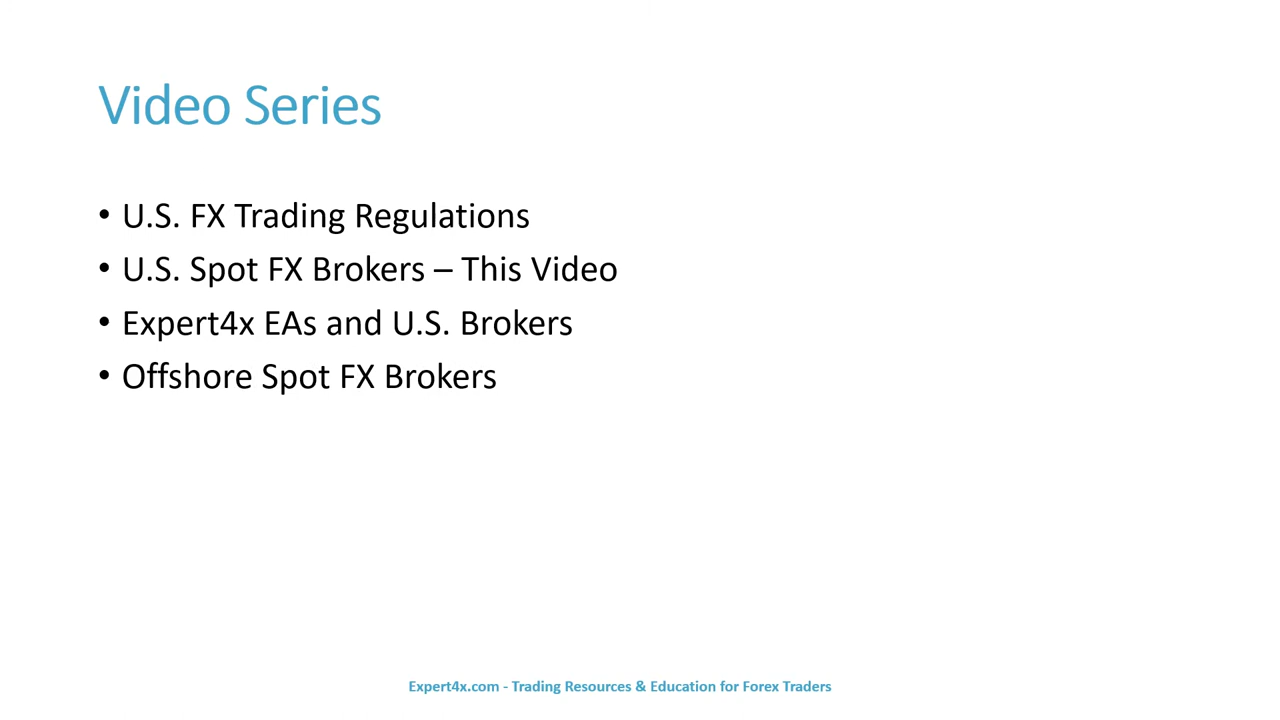 Video Series
• U.S. FX Trading Regulations
• U.S. Spot FX Brokers – This Video
• Expert4x EAs and U.S. Brokers
• Offshore Spot FX Brokers
Expert4x.com - Trading Resources & Education for Forex Traders